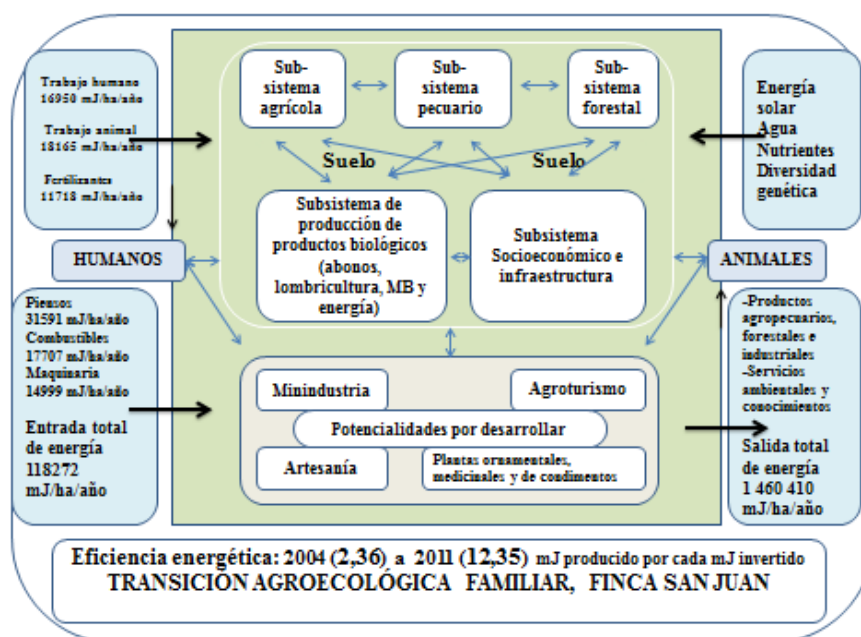 Trabajo humano
16950 mJ/ha/año
Trabajo animal
18165 mJ/ha/año
Fertilizantes
11718 mJ/ha/año
Sub-
sistema
agrícola
Sub-
sistema
pecuario
Sub-
sistema
forestal
Energía
solar
Agua
Nutrientes
Diversidad
genética
Suelo
Suelo
Subsistema de
producción de
productos biológicos
(abonos,
lombricultura, MB y
energía)
Subsistema
Socioeconómico e
infraestructura
HUMANOS
ANIMALES
Piensos
31591 mJ/ha/año
Combustibles
17707 mJ/ha/año
Maquinaria
14999 mJ/ha/año
Entrada total
de energía
118272
mJ/ha/año
Minindustria
Agroturismo
Potencialidades por desarrollar
Artesanía
Plantas ornamentales,
medicinales y de condimentos
-Productos
agropecuarios,
forestales e
industriales
-Servicios
ambientales y
conocimientos
Salida total
de energía
1 460 410
mJ/ha/año
Eficiencia energética: 2004 (2,36) a 2011 (12,35) mJ producido por cada mJ invertido
TRANSICIÓN AGROECOLÓGICA FAMILIAR, FINCA SAN JUAN